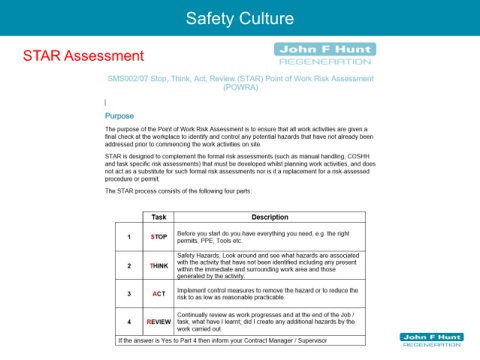 Safety Culture
STAR Assessment
John F Hunt
REGENERATION
SMS002/07 Stop, Think, Act, Review (STAR) Point of Work Risk Assessment
(POWRA)
Purpose
The purpose of the Point of Work Risk Assessment is to ensure that all work activities are given a
final check at the workplace to identify and control any potential hazards that have not already been
addressed prior to commencing the work activities on site.
STAR is designed to complement the formal risk assessments (such as manual handling, COSHH
and task specific risk assessments) that must be developed whilst planning work activities, and does
not act as a substitute for such formal risk assessments nor is it a replacement for a risk-assessed
procedure or permit.
The STAR process consists of the following four parts:
Task Description
1 STOP Before you start do you have everything you need, e.g. the right
permits, PPE, Tools etc.
2 THINK Safety Hazards, Look around and see what hazards are associated
with the activity that have not been identified including any present
within the immediate and surrounding work area and those
generated by the activity.
3 ACT Implement control measures to remove the hazard or to reduce the
risk to as low as reasonable practicable.
4 REVIEW Continually review as work progresses and at the end of the Job /
task, what have I learnt; did I create any additional hazards by the
work carried out.
If the answer is Yes to Part 4 then inform your Contract Manager / Supervisor
John F Hunt
REGENERATION